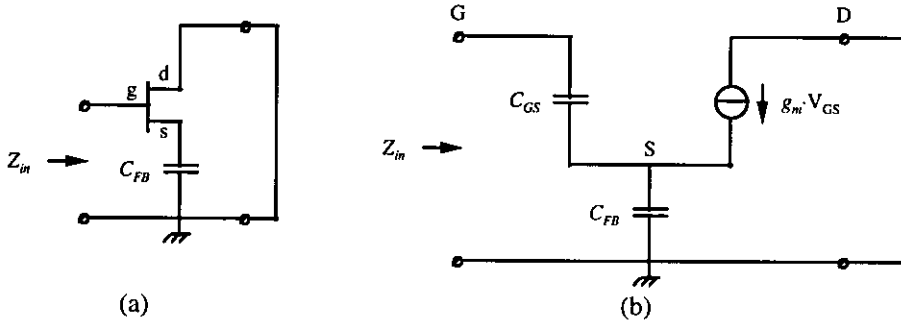 g
d
s
Z_in
C_FB
(a)
G
D
C_GS
g_m·V_GS
Z_in
S
C_FB
(b)